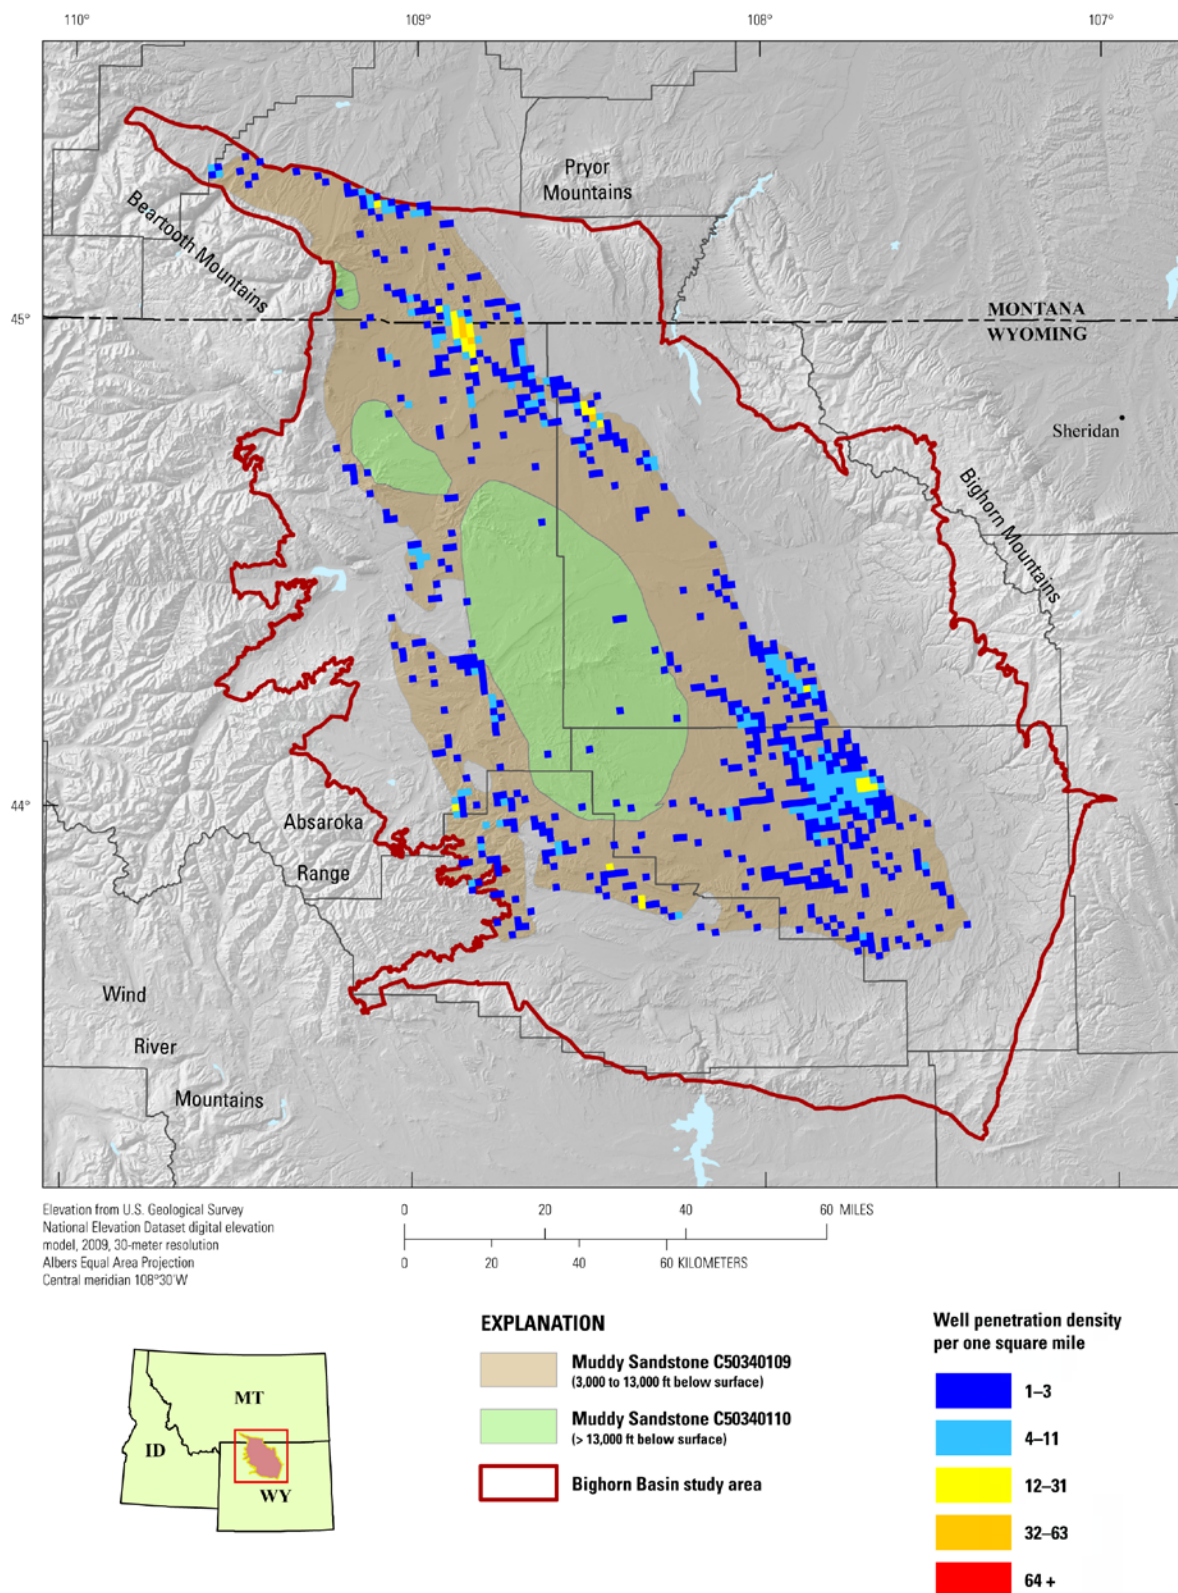 110°
109°
108°
107°
Pryor
Mountains
Beartooth Mountains
45°
MONTANA
WYOMING
Sheridan
Bighorn Mountains
44°
Absaroka
Range
Wind
River
Mountains
Elevation from U.S. Geological Survey
National Elevation Dataset digital elevation
model, 2009, 30-meter resolution
Albers Equal Area Projection
Central meridian 108°30'W
0 20 40 60 MILES
0 20 40 60 KILOMETERS
EXPLANATION
Muddy Sandstone C50340109
(3,000 to 13,000 ft below surface)
Muddy Sandstone C50340110
(> 13,000 ft below surface)
Bighorn Basin study area
Well penetration density
per one square mile
1–3
4–11
12–31
32–63
64 +
MT
ID
WY